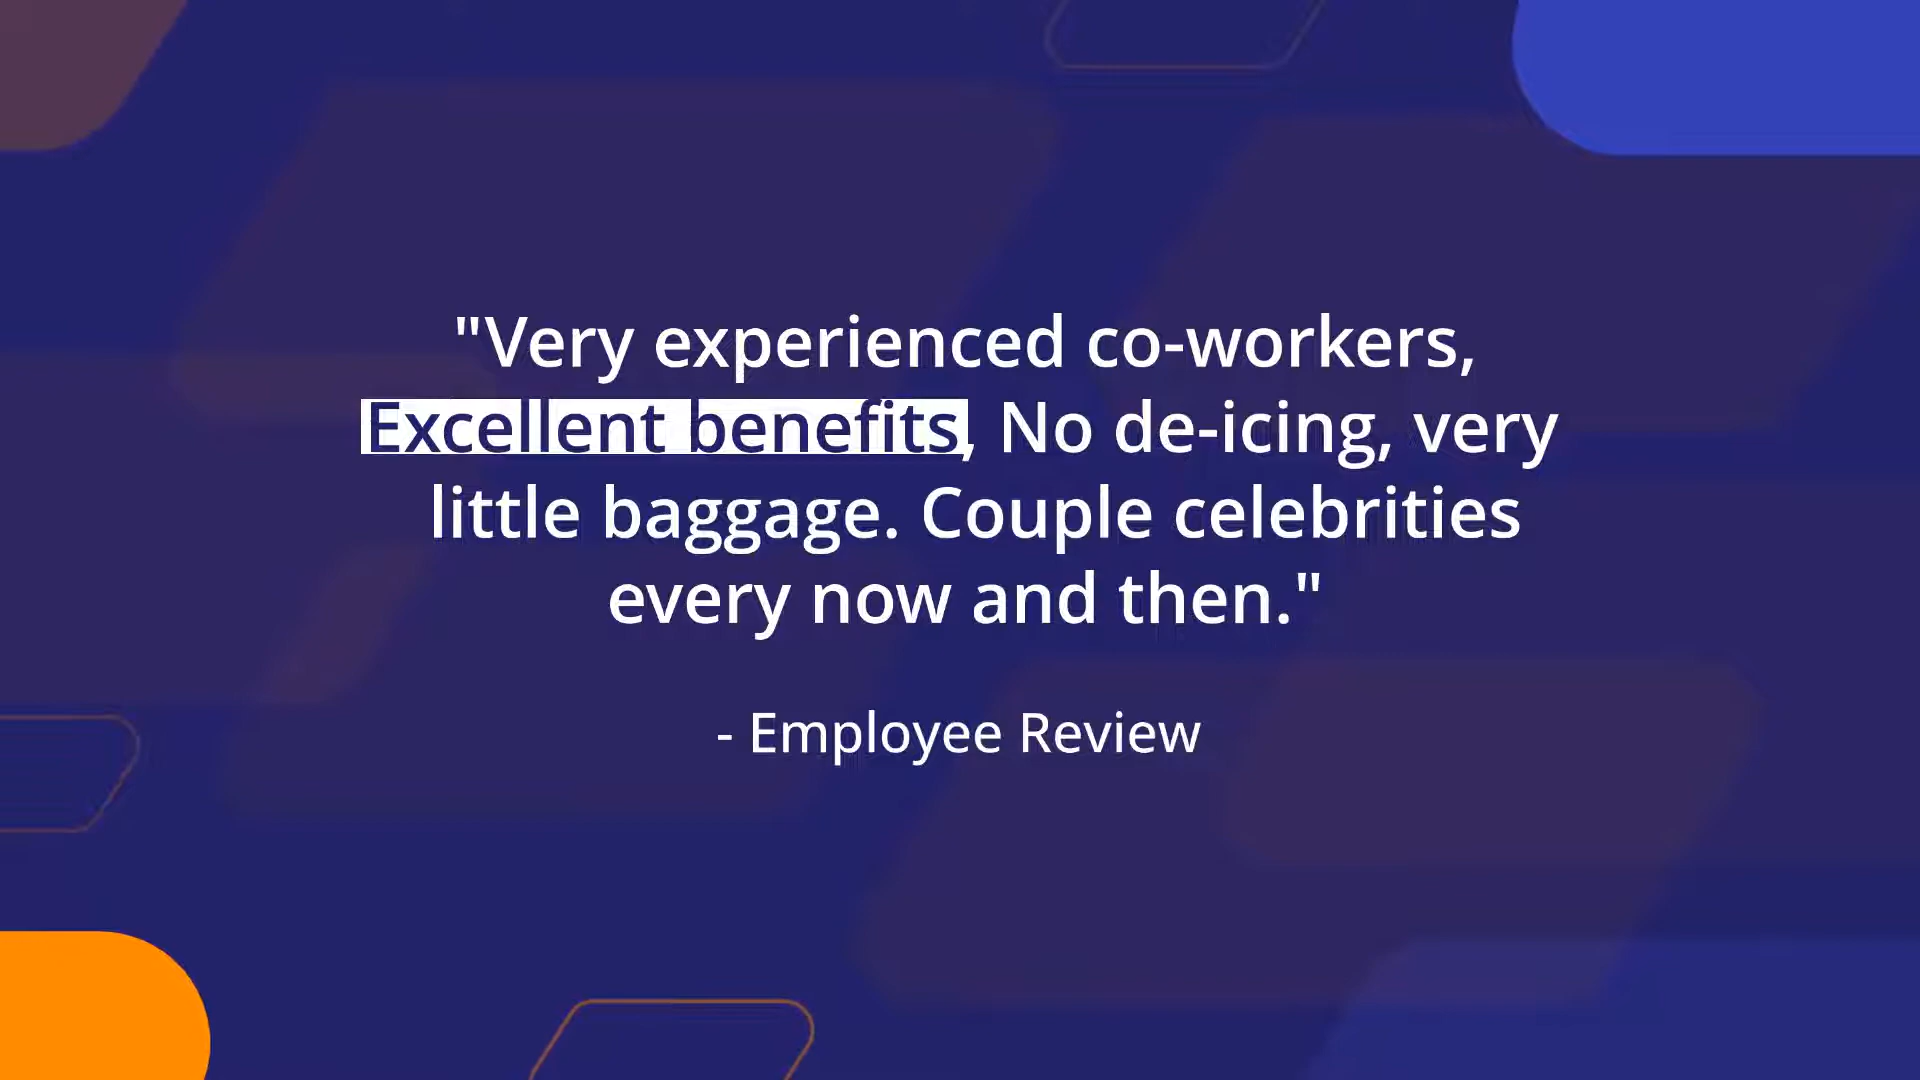 "Very experienced co-workers,
Excellent benefits, No de-icing, very
little baggage. Couple celebrities
every now and then."
- Employee Review